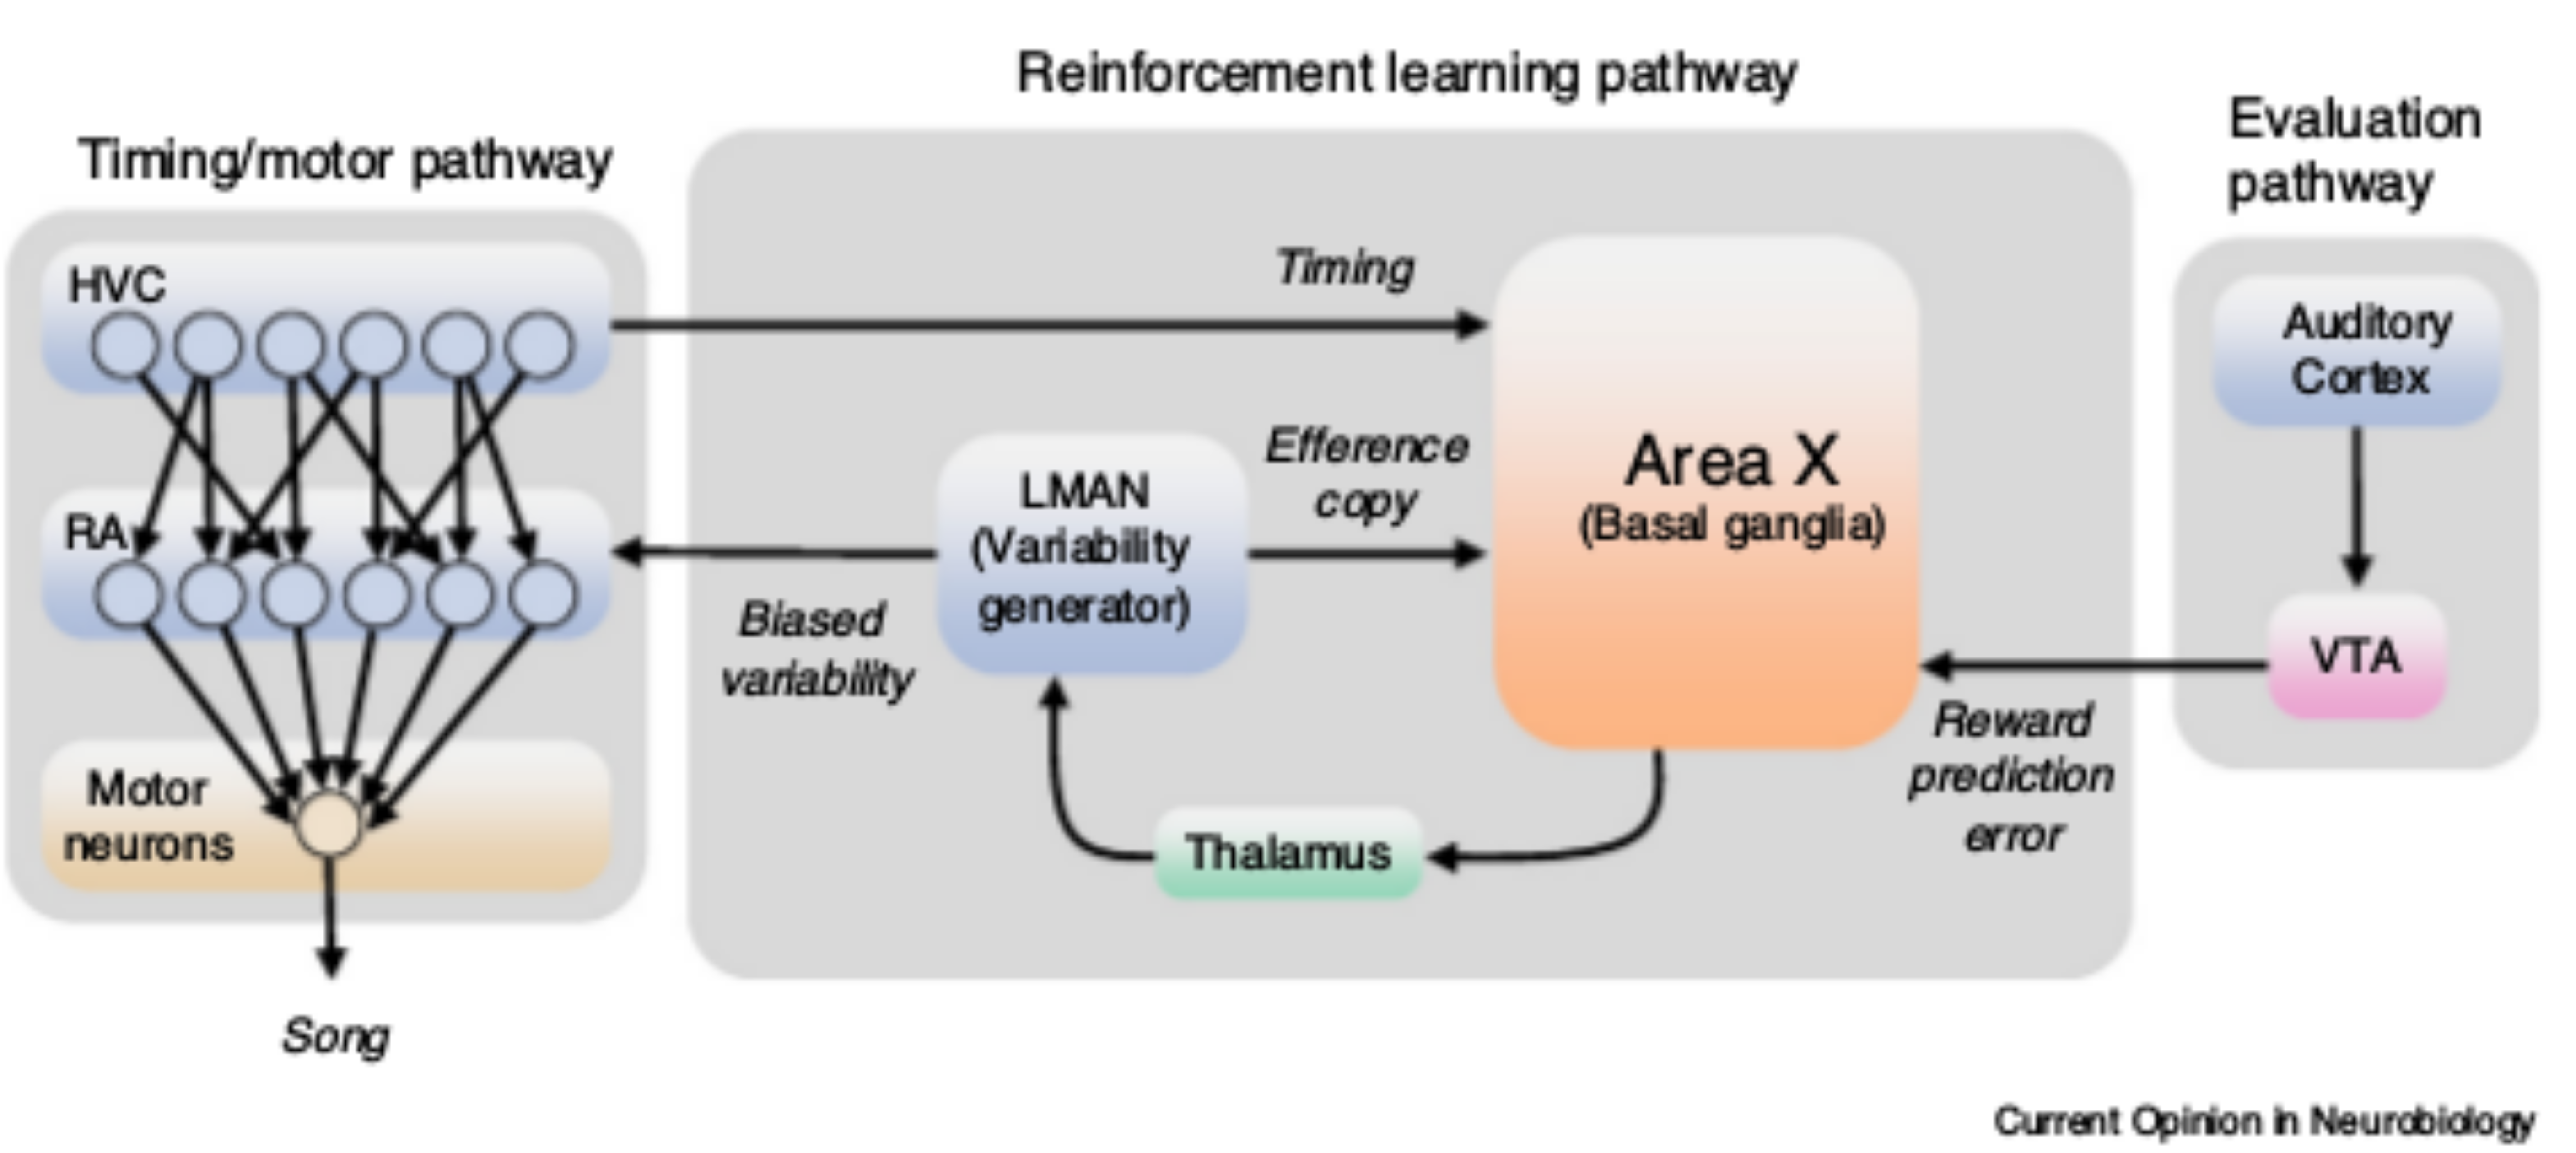 Reinforcement learning pathway
Timing/motor pathway
Evaluation
pathway
HVC
Timing
Auditory
Cortex
RA
LMAN
(Variability
generator)
Efference
copy
Area X
(Basal ganglia)
Biased
variability
VTA
Reward
prediction
error
Motor
neurons
Thalamus
Song
Current Opinion in Neurobiology